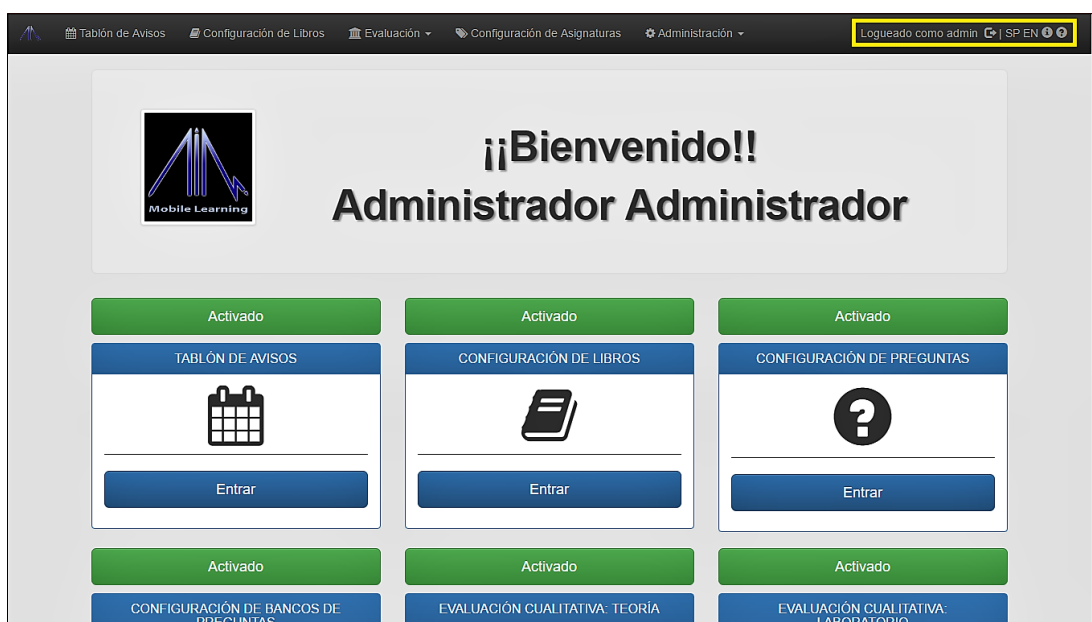 Tablón de Avisos Configuración de Libros Evaluación Configuración de Asignaturas Administración Logueado como admin | SP EN
¡¡Bienvenido!!
Administrador Administrador
Mobile Learning
Activado Activado Activado
TABLÓN DE AVISOS CONFIGURACIÓN DE LIBROS CONFIGURACIÓN DE PREGUNTAS
Entrar Entrar Entrar
Activado Activado Activado
CONFIGURACIÓN DE BANCOS DE PREGUNTAS EVALUACIÓN CUALITATIVA: TEORÍA EVALUACIÓN CUALITATIVA: LABORATORIO